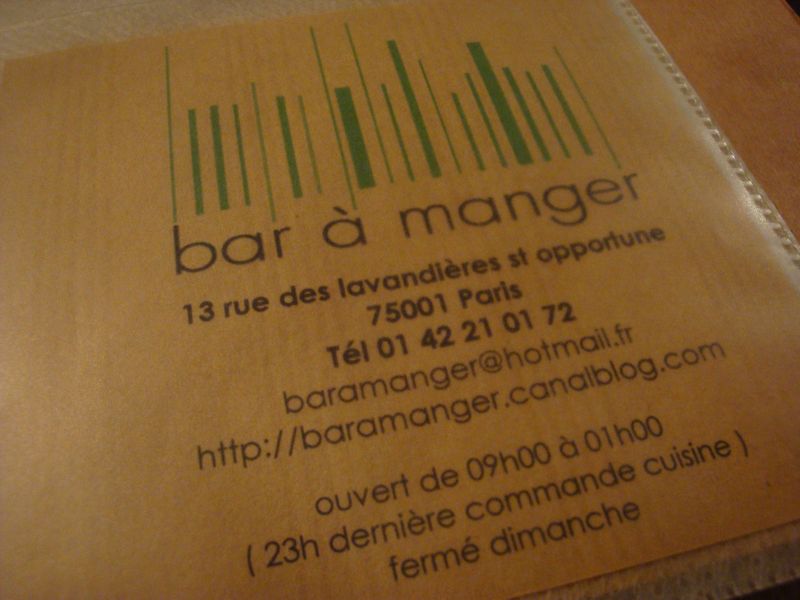 bar à manger
13 rue des lavandières st opportune
75001 Paris
Tél 01 42 21 01 72
baramanger@hotmail.fr
http://baramanger.canalblog.com
ouvert de 09h00 à 01h00
( 23h dernière commande cuisine )
fermé dimanche